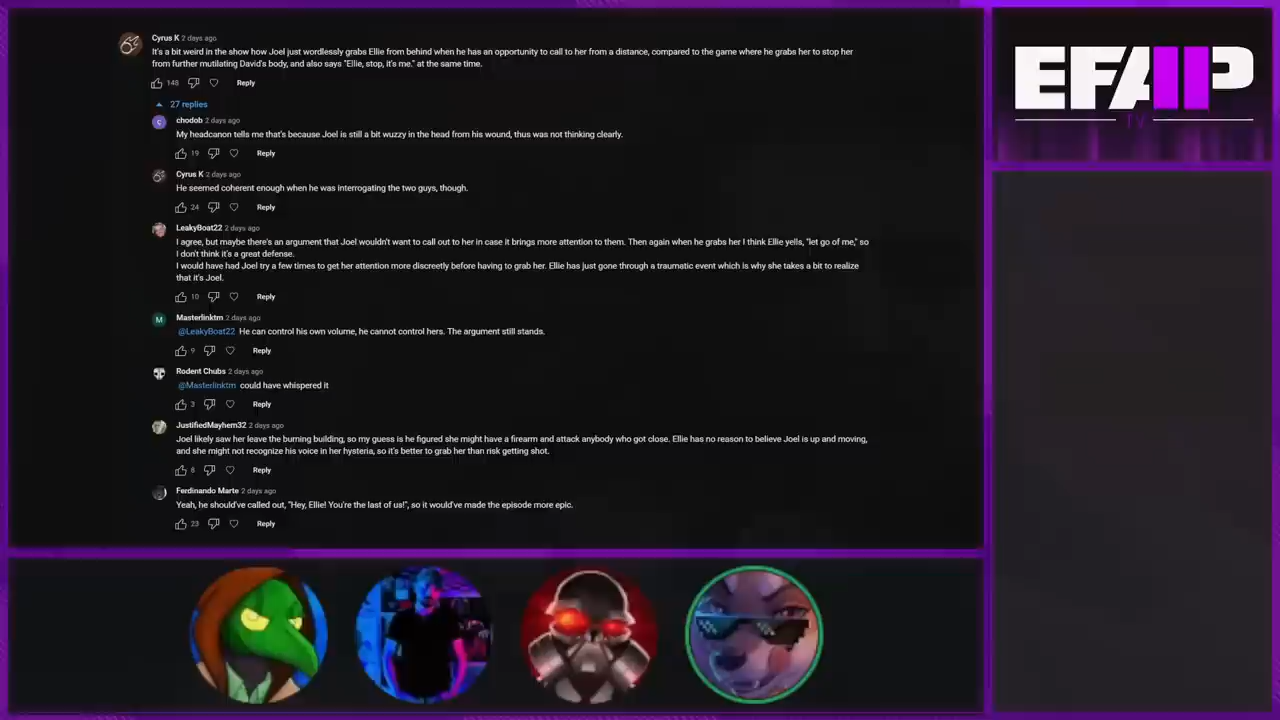 Cyrus K 2 days ago
It's a bit weird in the show how Joel just wordlessly grabs Ellie from behind when he has an opportunity to call to her from a distance, compared to the game where he grabs her to stop her
from further mutilating David's body, and also says "Ellie, stop, it's me." at the same time.
148 Reply
27 replies
chodob 2 days ago
My headcanon tells me that's because Joel is still a bit wuzzy in the head from his wound, thus was not thinking clearly.
19 Reply
Cyrus K 2 days ago
He seemed coherent enough when he was interrogating the two guys, though.
24 Reply
LeakyBoat22 2 days ago
I agree, but maybe there's an argument that Joel wouldn't want to call out to her in case it brings more attention to them. Then again when he grabs her I think Ellie yells, "let go of me," so
I don't think it's a great defense.
I would have had Joel try a few times to get her attention more discreetly before having to grab her. Ellie has just gone through a traumatic event which is why she takes a bit to realize
that it's Joel.
10 Reply
M
Masterlinktm 2 days ago
@LeakyBoat22 He can control his own volume, he cannot control hers. The argument still stands.
9 Reply
Rodent Chubs 2 days ago
@Masterlinktm could have whispered it
3 Reply
JustifiedMayhem32 2 days ago
Joel likely saw her leave the burning building, so my guess is he figured she might have a firearm and attack anybody who got close. Ellie has no reason to believe Joel is up and moving,
and she might not recognize his voice in her hysteria, so it's better to grab her than risk getting shot.
8 Reply
Ferdinando Marte 2 days ago
Yeah, he should've called out, "Hey, Ellie! You're the last of us!", so it would've made the episode more epic.
23 Reply
EFAP
TV